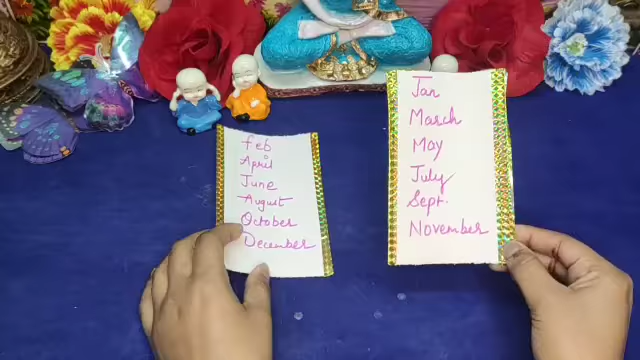 feb
April
June
August
October
December
Jan
March
May
July
Sept.
November